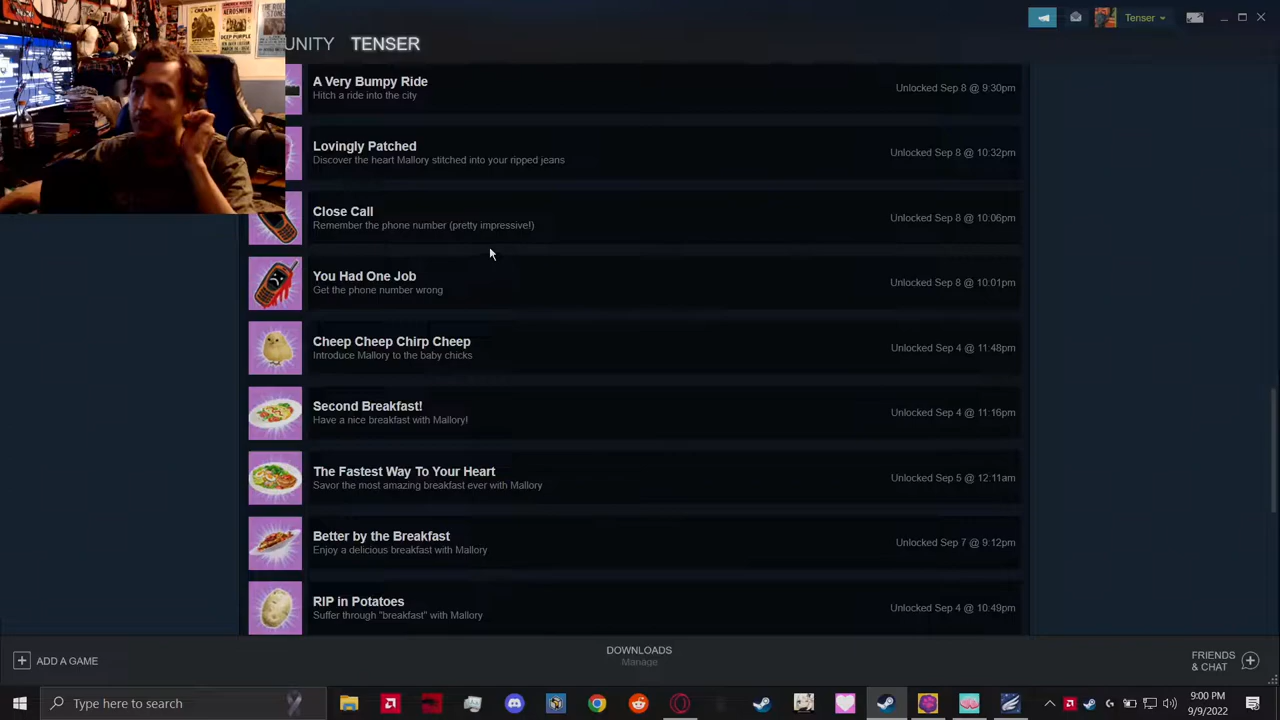 CREAM
AEROSMITH
DEEP PURPLE
UNITY TENSER
Tenser
A Very Bumpy Ride
Hitch a ride into the city
Unlocked Sep 8 @ 9:30pm
Lovingly Patched
Discover the heart Mallory stitched into your ripped jeans
Unlocked Sep 8 @ 10:32pm
Close Call
Remember the phone number (pretty impressive!)
Unlocked Sep 8 @ 10:06pm
You Had One Job
Get the phone number wrong
Unlocked Sep 8 @ 10:01pm
Cheep Cheep Chirp Cheep
Introduce Mallory to the baby chicks
Unlocked Sep 4 @ 11:48pm
Second Breakfast!
Have a nice breakfast with Mallory!
Unlocked Sep 4 @ 11:16pm
The Fastest Way To Your Heart
Savor the most amazing breakfast ever with Mallory
Unlocked Sep 5 @ 12:11am
Better by the Breakfast
Enjoy a delicious breakfast with Mallory
Unlocked Sep 7 @ 9:12pm
RIP in Potatoes
Suffer through "breakfast" with Mallory
Unlocked Sep 4 @ 10:49pm
ADD A GAME
DOWNLOADS
Manage
FRIENDS
& CHAT
Type here to search
9:00 PM
9/9/2022